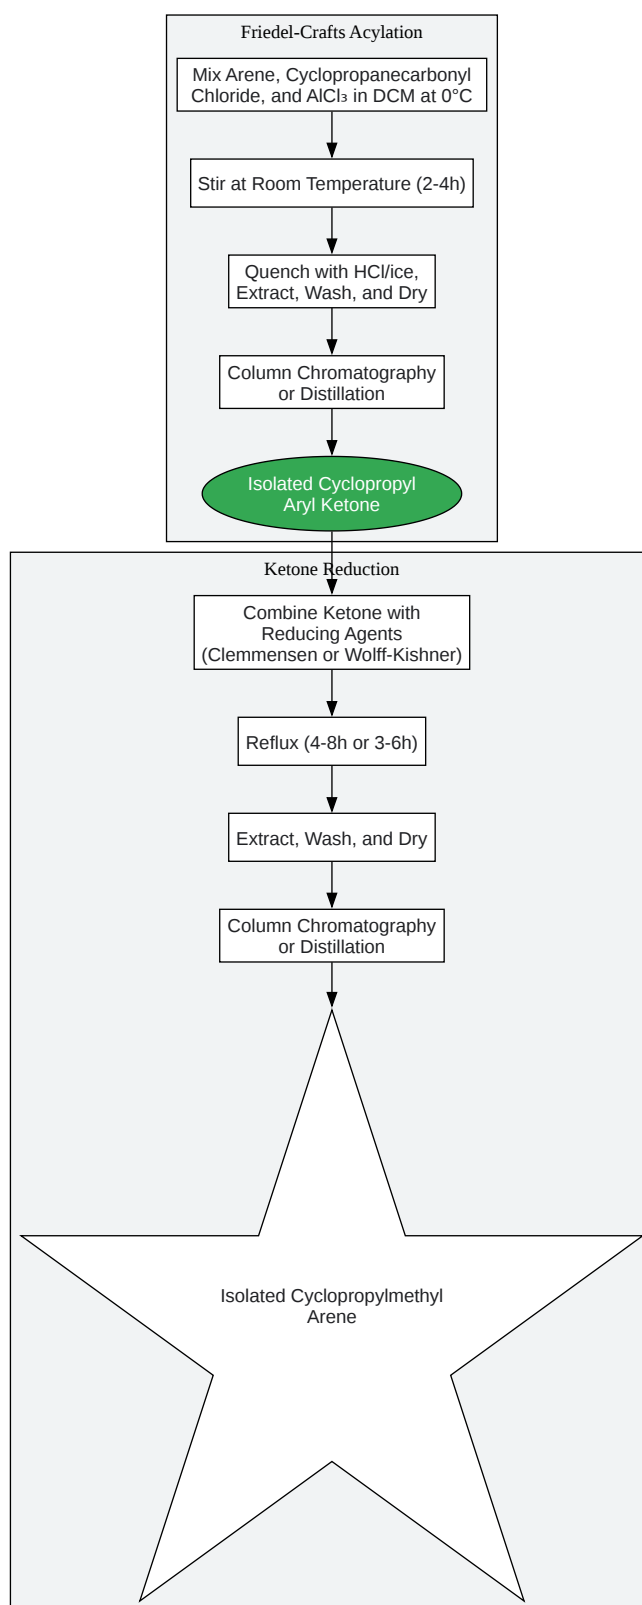 Friedel-Crafts Acylation
Mix Arene, Cyclopropanecarbonyl
Chloride, and AlCl₃ in DCM at 0°C
Stir at Room Temperature (2-4h)
Quench with HCl/ice,
Extract, Wash, and Dry
Column Chromatography
or Distillation
Isolated Cyclopropyl
Aryl Ketone
Ketone Reduction
Combine Ketone with
Reducing Agents
(Clemmensen or Wolff-Kishner)
Reflux (4-8h or 3-6h)
Extract, Wash, and Dry
Column Chromatography
or Distillation
Isolated Cyclopropylmethyl
Arene